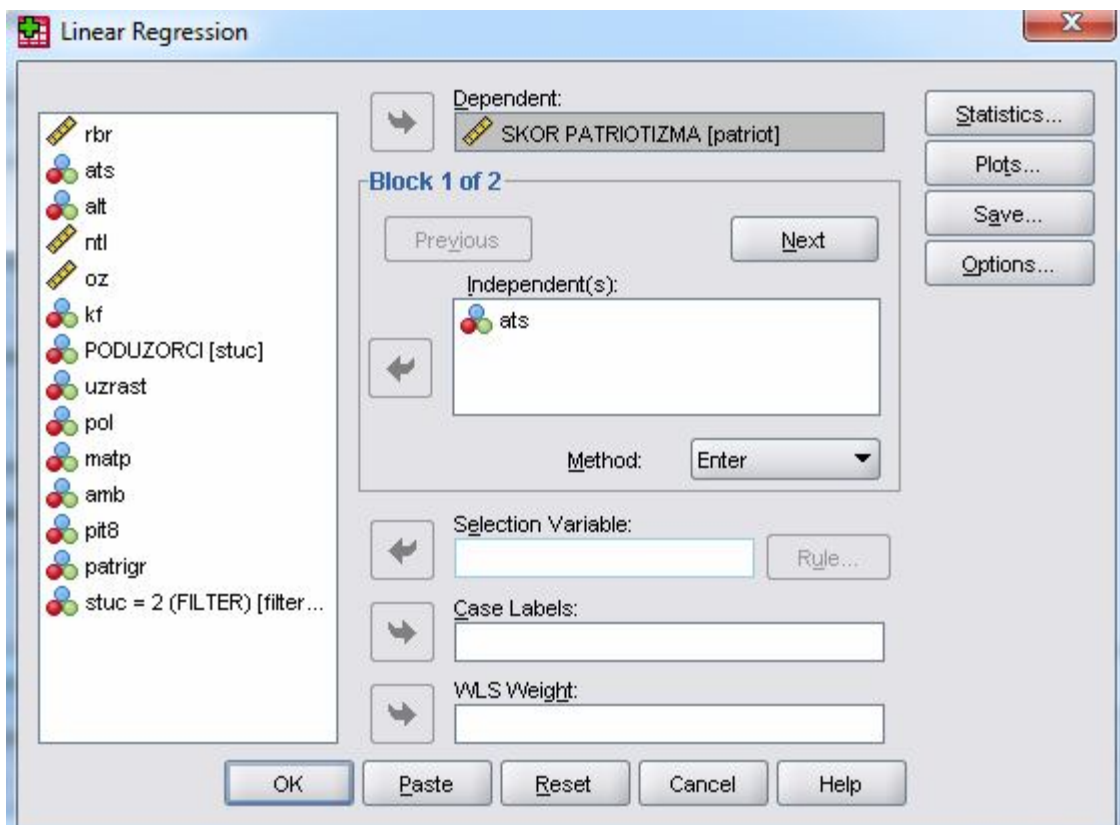 Linear Regression
rbr
ats
alt
ntl
oz
kf
PODUZORCI [stuc]
uzrast
pol
matp
amb
pit8
patrigr
stuc = 2 (FILTER) [filter...
Dependent:
SKOR PATRIOTIZMA [patriot]
Block 1 of 2
Previous
Next
Independent(s):
ats
Method:
Enter
Selection Variable:
Rule...
Case Labels:
WLS Weight:
Statistics...
Plots...
Save...
Options...
OK
Paste
Reset
Cancel
Help